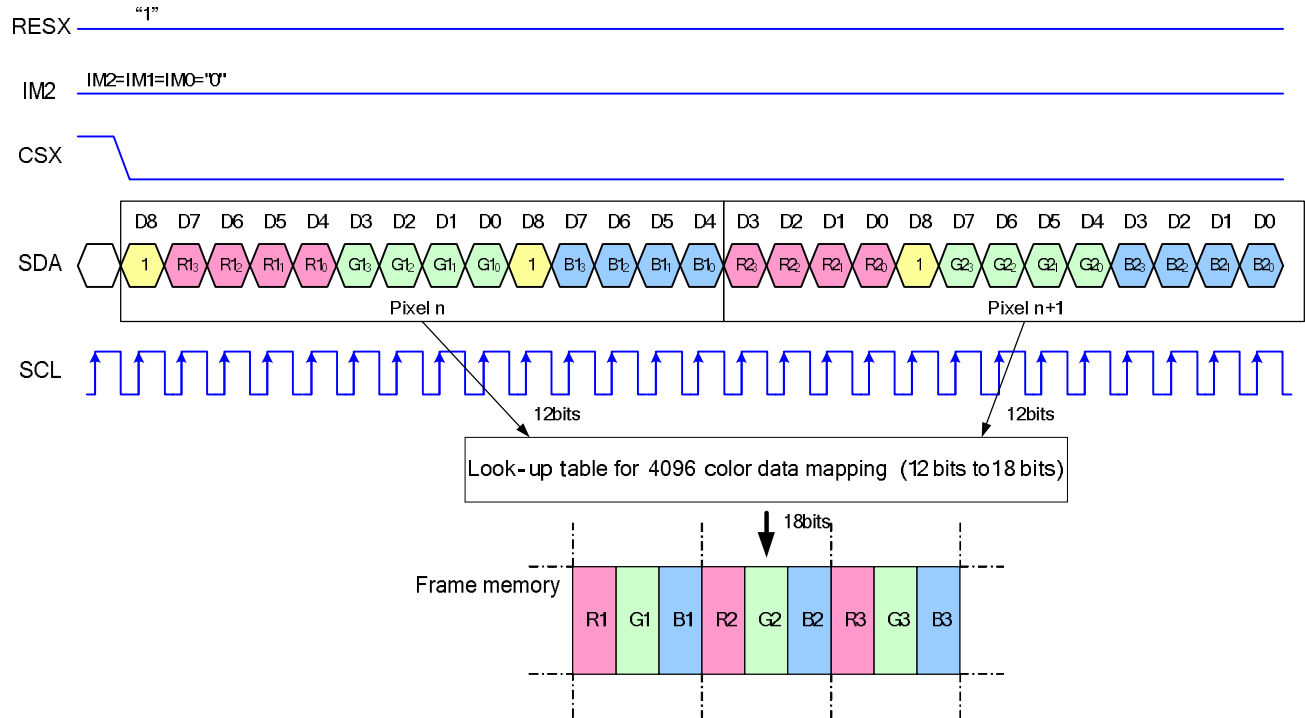 RESX "1"
IM2 IM2=IM1=IM0="0"
CSX
D8 D7 D6 D5 D4 D3 D2 D1 D0 D8 D7 D6 D5 D4 D3 D2 D1 D0 D8 D7 D6 D5 D4 D3 D2 D1 D0
SDA 1 R1₃ R1₂ R1₁ R1₀ G1₃ G1₂ G1₁ G1₀ 1 B1₃ B1₂ B1₁ B1₀ R2₃ R2₂ R2₁ R2₀ 1 G2₃ G2₂ G2₁ G2₀ B2₃ B2₂ B2₁ B2₀
Pixel n Pixel n+1
SCL
12bits 12bits
Look-up table for 4096 color data mapping (12 bits to 18 bits)
18bits
Frame memory
R1 G1 B1 R2 G2 B2 R3 G3 B3